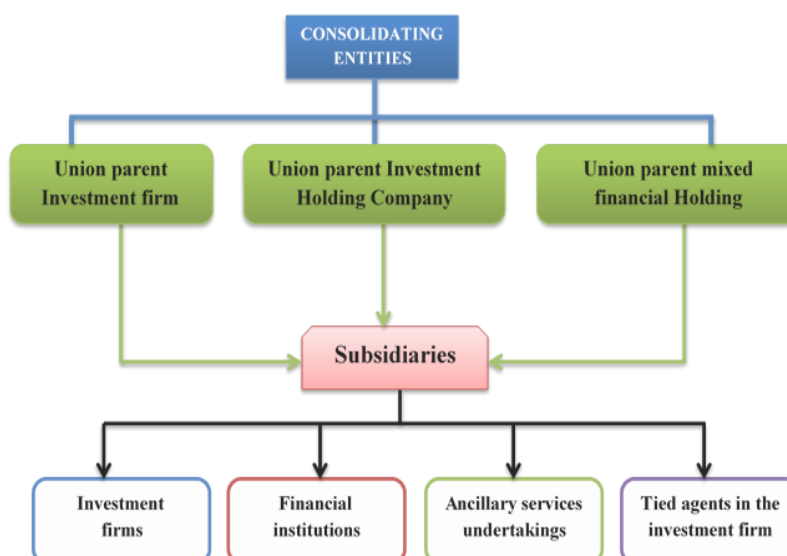 CONSOLIDATING
ENTITIES
Union parent
Investment firm
Union parent Investment
Holding Company
Union parent mixed
financial Holding
Subsidiaries
Investment
firms
Financial
institutions
Ancillary services
undertakings
Tied agents in the
investment firm